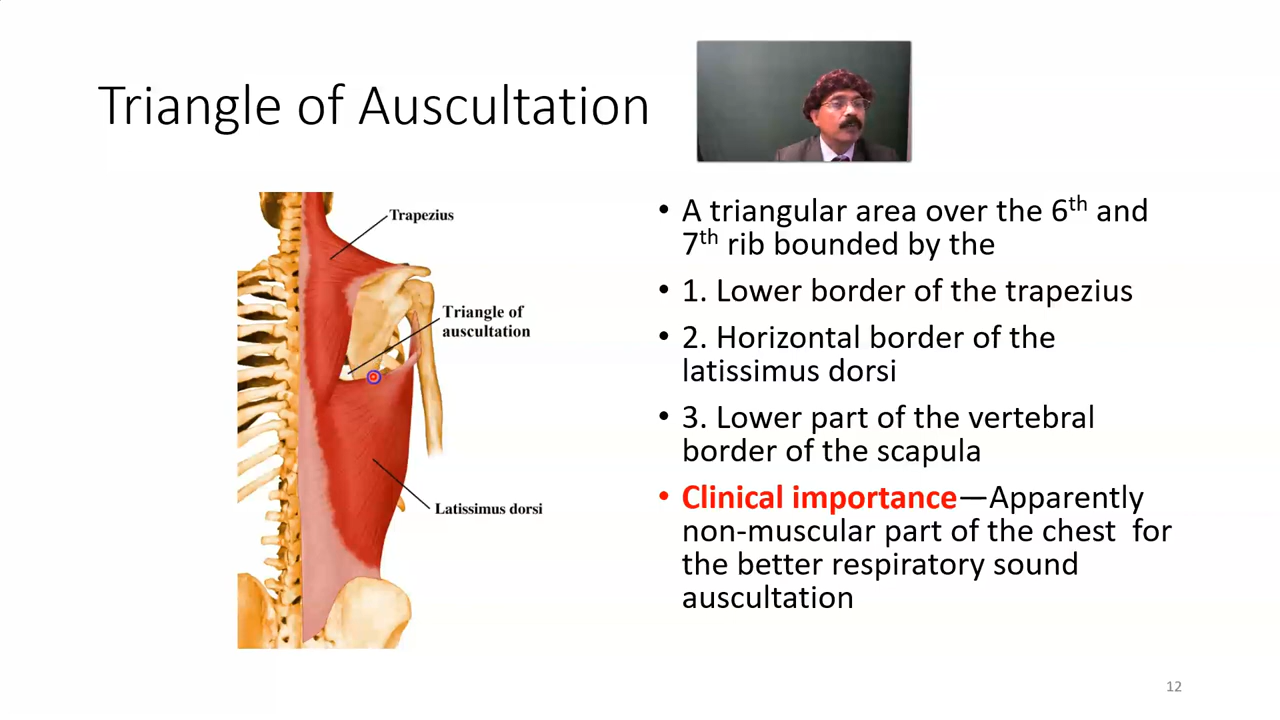 Triangle of Auscultation
Trapezius
Triangle of
auscultation
Latissimus dorsi
• A triangular area over the 6th and
7th rib bounded by the
• 1. Lower border of the trapezius
• 2. Horizontal border of the
latissimus dorsi
• 3. Lower part of the vertebral
border of the scapula
• Clinical importance—Apparently
non-muscular part of the chest for
the better respiratory sound
auscultation
12